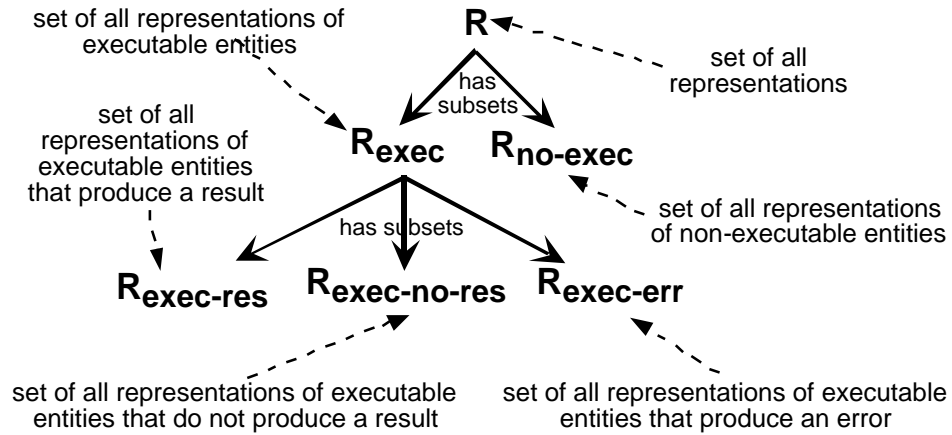 set of all representations of
executable entities
R
set of all
representations
has
subsets
set of all
representations of
executable entities
that produce a result
Rexec
Rno-exec
set of all representations
of non-executable entities
has subsets
Rexec-res
Rexec-no-res
Rexec-err
set of all representations of executable
entities that do not produce a result
set of all representations of executable
entities that produce an error